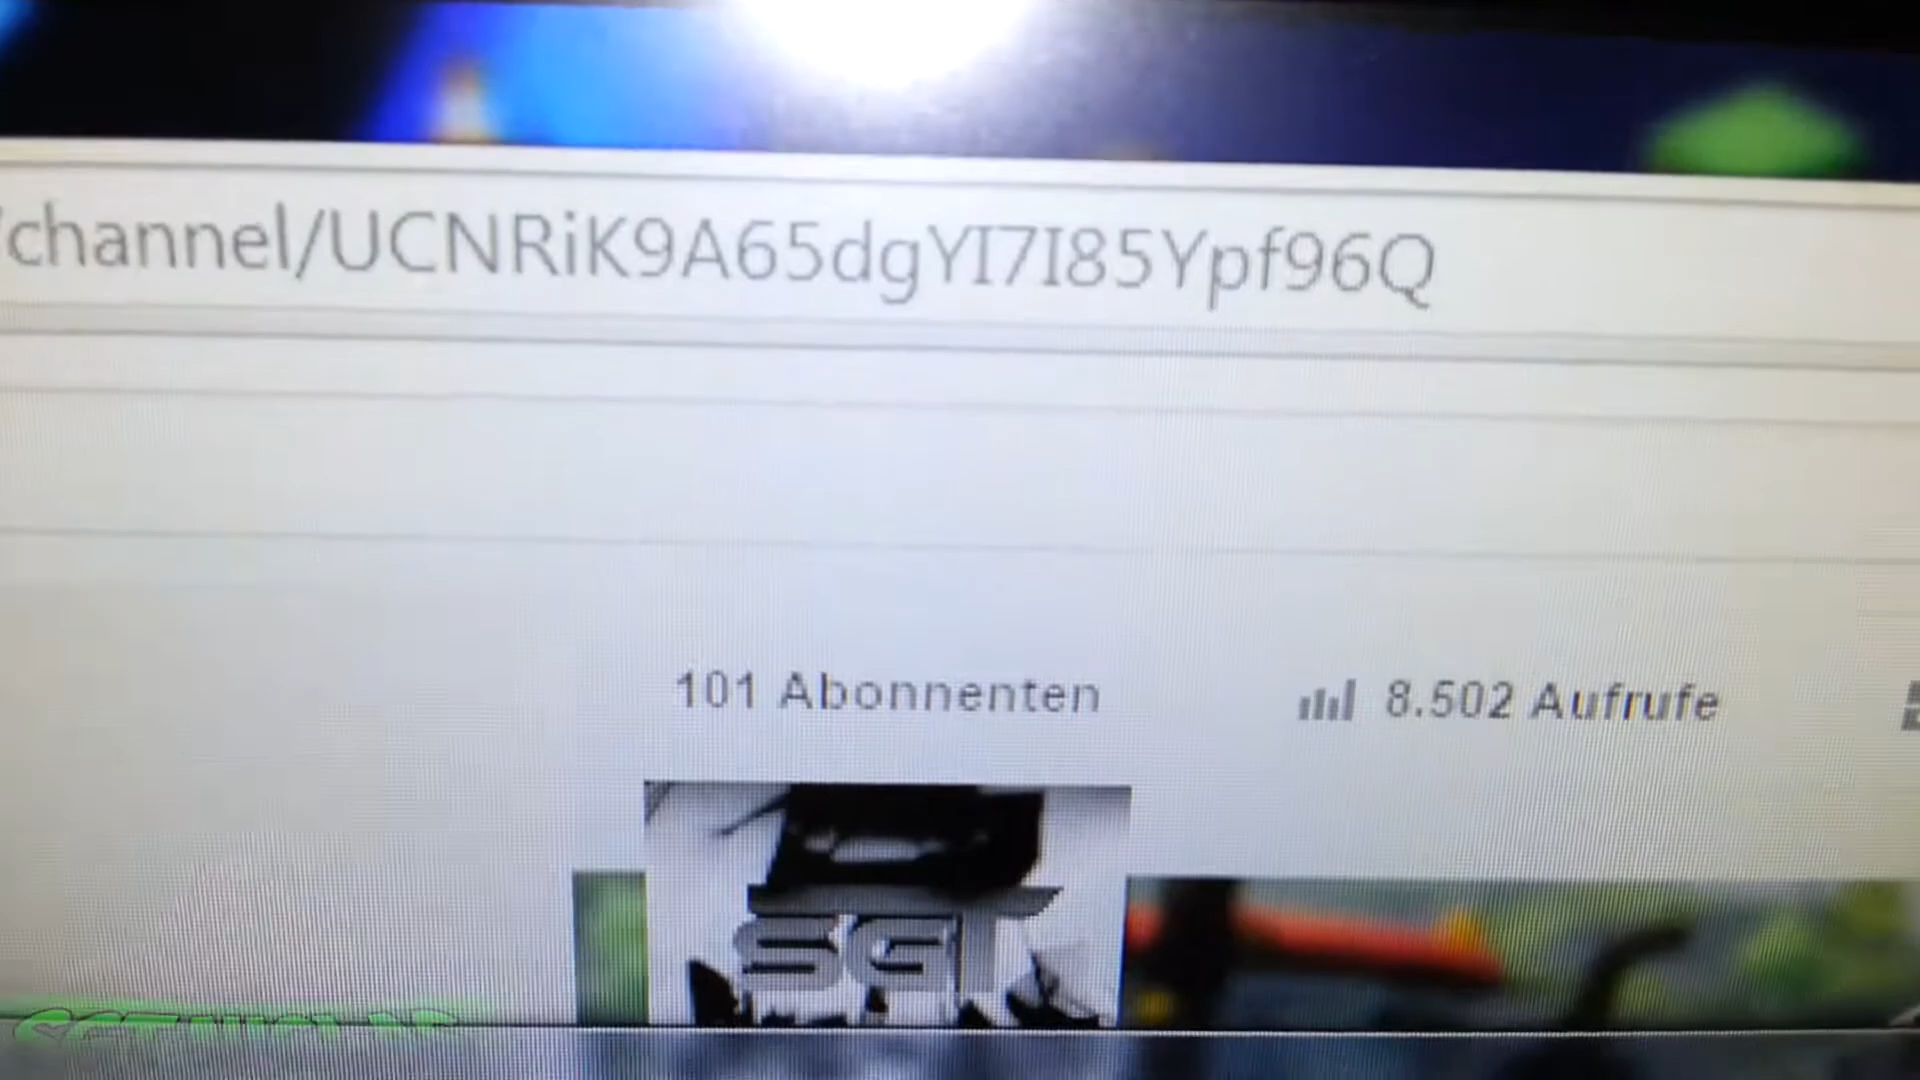 /channel/UCNRiK9A65dgYI7I85Ypf96Q
101 Abonnenten
8.502 Aufrufe
SGT